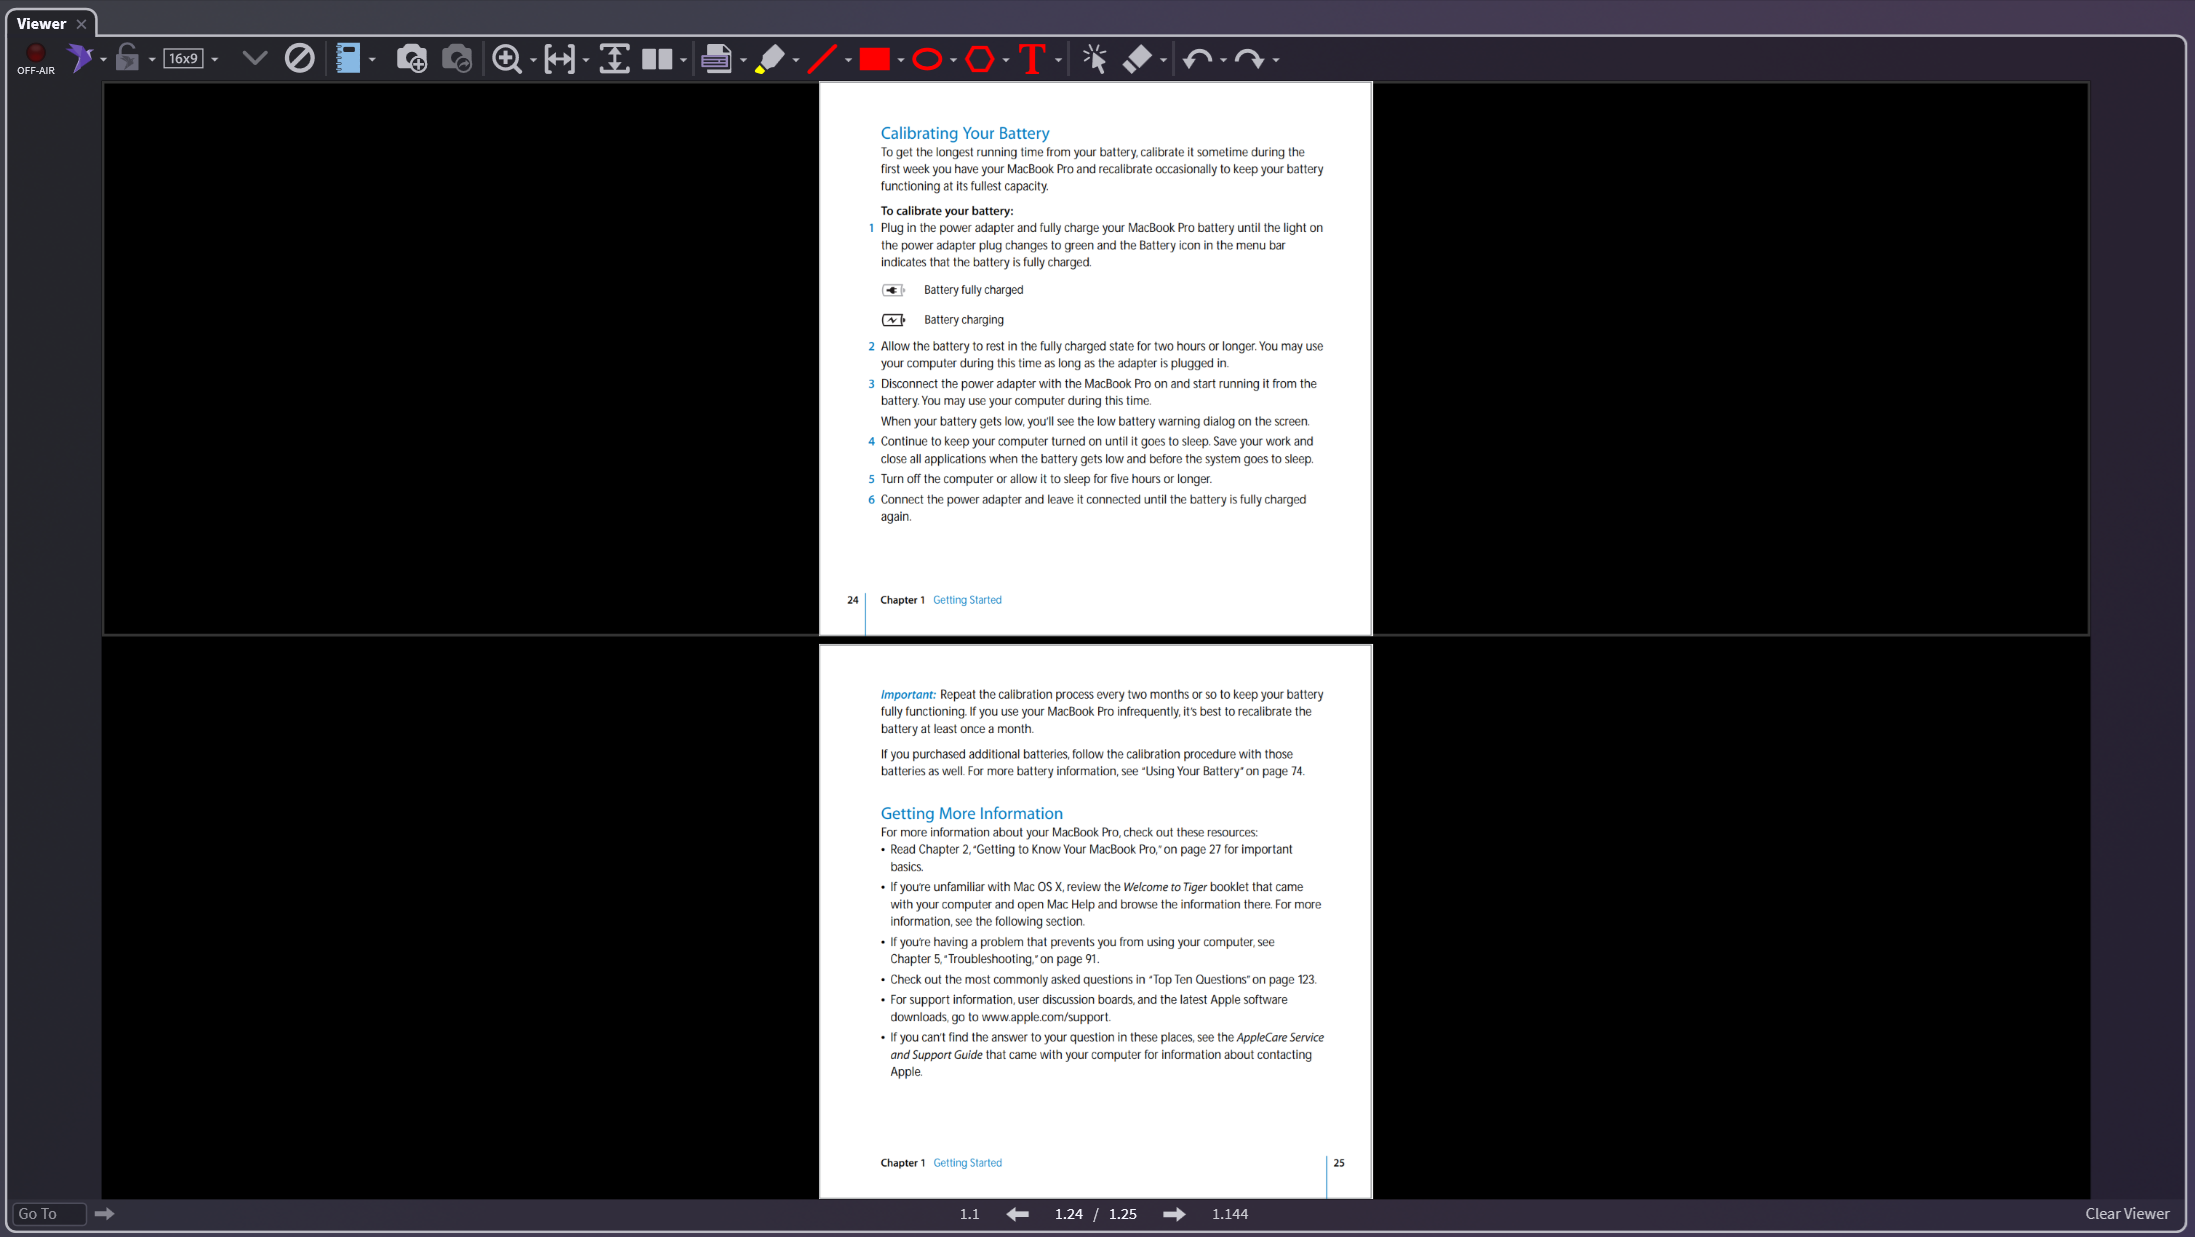 Viewer
OFF-AIR
16x9
T
Calibrating Your Battery
To get the longest running time from your battery, calibrate it sometime during the
first week you have your MacBook Pro and recalibrate occasionally to keep your battery
functioning at its fullest capacity.
To calibrate your battery:
1 Plug in the power adapter and fully charge your MacBook Pro battery until the light on
the power adapter plug changes to green and the Battery icon in the menu bar
indicates that the battery is fully charged.
Battery fully charged
Battery charging
2 Allow the battery to rest in the fully charged state for two hours or longer. You may use
your computer during this time as long as the adapter is plugged in.
3 Disconnect the power adapter with the MacBook Pro on and start running it from the
battery. You may use your computer during this time.
When your battery gets low, you'll see the low battery warning dialog on the screen.
4 Continue to keep your computer turned on until it goes to sleep. Save your work and
close all applications when the battery gets low and before the system goes to sleep.
5 Turn off the computer or allow it to sleep for five hours or longer.
6 Connect the power adapter and leave it connected until the battery is fully charged
again.
24 Chapter 1 Getting Started
Important: Repeat the calibration process every two months or so to keep your battery
fully functioning. If you use your MacBook Pro infrequently, it's best to recalibrate the
battery at least once a month.
If you purchased additional batteries, follow the calibration procedure with those
batteries as well. For more battery information, see "Using Your Battery" on page 74.
Getting More Information
For more information about your MacBook Pro, check out these resources:
• Read Chapter 2, "Getting to Know Your MacBook Pro," on page 27 for important
basics.
• If you're unfamiliar with Mac OS X, review the Welcome to Tiger booklet that came
with your computer and open Mac Help and browse the information there. For more
information, see the following section.
• If you're having a problem that prevents you from using your computer, see
Chapter 5, "Troubleshooting," on page 91.
• Check out the most commonly asked questions in "Top Ten Questions" on page 123.
• For support information, user discussion boards, and the latest Apple software
downloads, go to www.apple.com/support.
• If you can't find the answer to your question in these places, see the AppleCare Service
and Support Guide that came with your computer for information about contacting
Apple.
Chapter 1 Getting Started 25
Go To 1.1 1.24 / 1.25 1.144 Clear Viewer